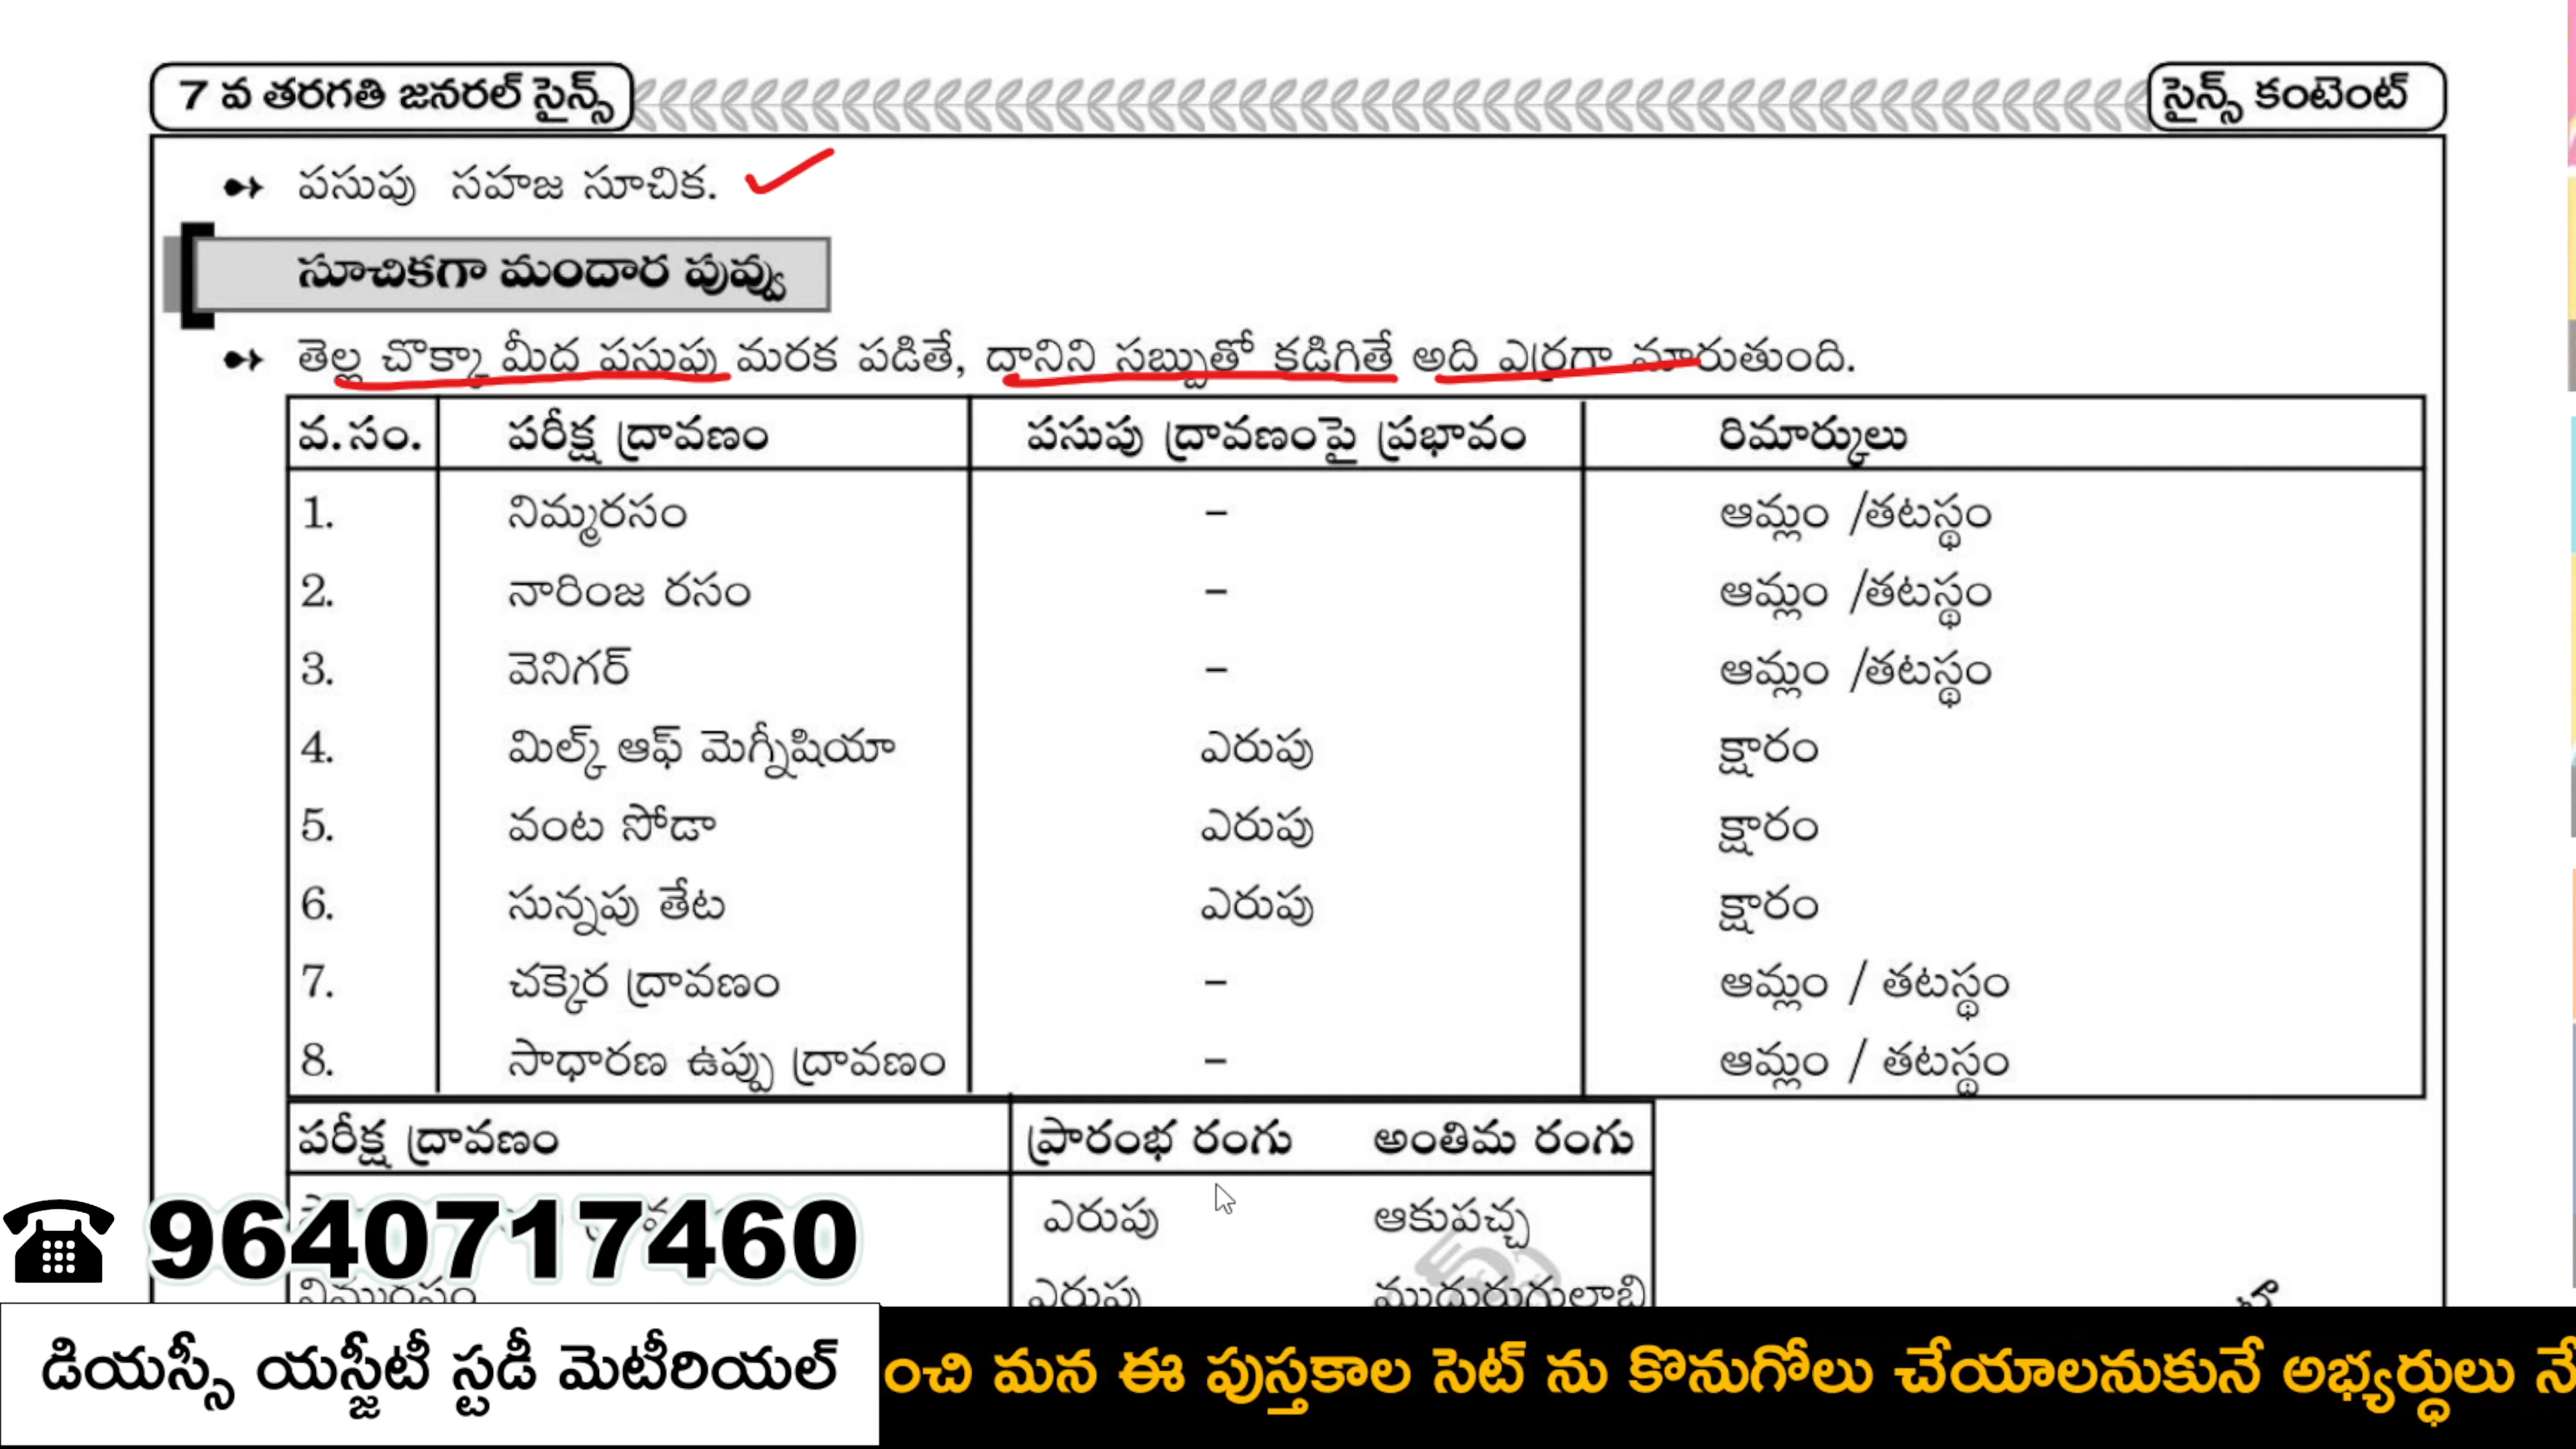 7 వ తరగతి జనరల్ సైన్స్
సైన్స్ కంటెంట్
పసుపు సహజ సూచిక.
సూచికగా మందార పువ్వు
తెల్ల చొక్కా మీద పసుపు మరక పడితే, దానిని సబ్బుతో కడిగితే అది ఎర్రగా మారుతుంది.
వ.సం. పరీక్ష ద్రావణం పసుపు ద్రావణంపై ప్రభావం రిమార్కులు
1. నిమ్మరసం – ఆమ్లం /తటస్థం
2. నారింజ రసం – ఆమ్లం /తటస్థం
3. వెనిగర్ – ఆమ్లం /తటస్థం
4. మిల్క్ ఆఫ్ మెగ్నీషియా ఎరుపు క్షారం
5. వంట సోడా ఎరుపు క్షారం
6. సున్నపు తేట ఎరుపు క్షారం
7. చక్కెర ద్రావణం – ఆమ్లం / తటస్థం
8. సాధారణ ఉప్పు ద్రావణం – ఆమ్లం / తటస్థం
పరీక్ష ద్రావణం ప్రారంభ రంగు అంతిమ రంగు
ఎరుపు ఆకుపచ్చ
9640717460
నిమ్మరసం ఎరుపు ముదురుగులాబి
డియస్సీ యస్జీటీ స్టడీ మెటీరియల్
ంచి మన ఈ పుస్తకాల సెట్ ను కొనుగోలు చేయాలనుకునే అభ్యర్ధులు నే